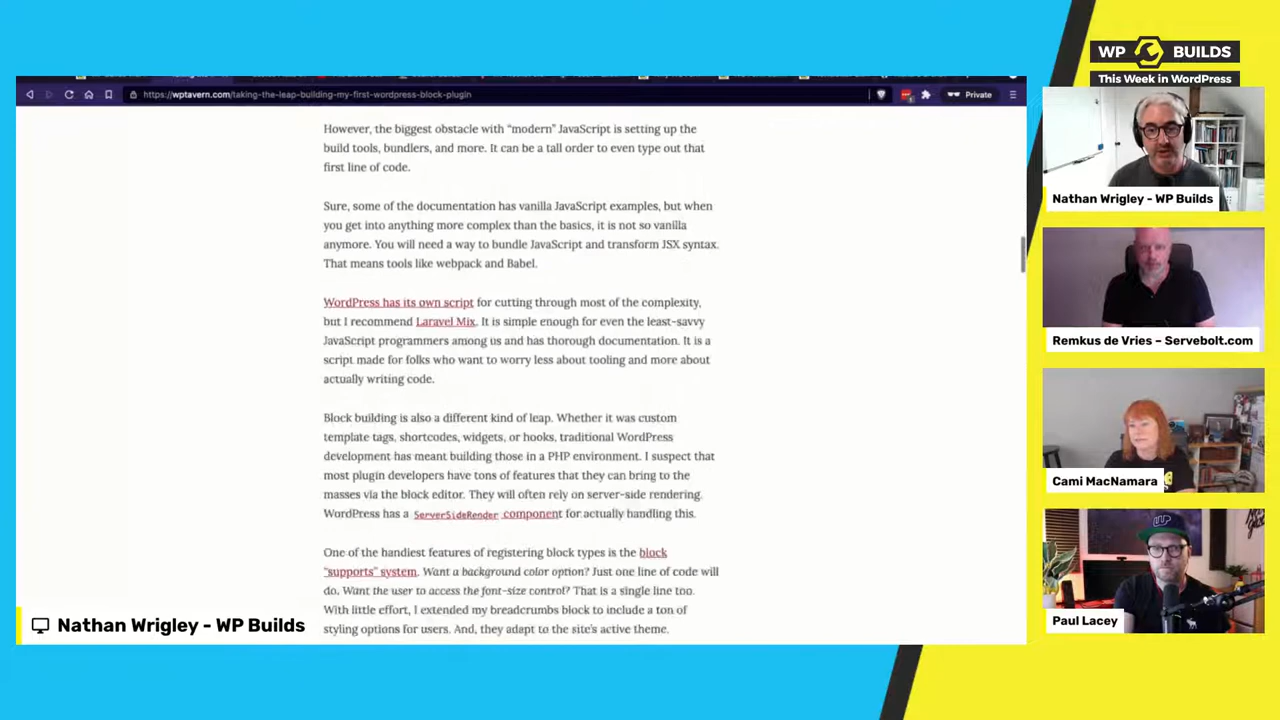 WP BUILDS
This Week in WordPress
https://wptavern.com/taking-the-leap-building-my-first-wordpress-block-plugin
Private
However, the biggest obstacle with “modern” JavaScript is setting up the
build tools, bundlers, and more. It can be a tall order to even type out that
first line of code.
Sure, some of the documentation has vanilla JavaScript examples, but when
you get into anything more complex than the basics, it is not so vanilla
anymore. You will need a way to bundle JavaScript and transform JSX syntax.
That means tools like webpack and Babel.
WordPress has its own script for cutting through most of the complexity,
but I recommend Laravel Mix. It is simple enough for even the least-savvy
JavaScript programmers among us and has thorough documentation. It is a
script made for folks who want to worry less about tooling and more about
actually writing code.
Block building is also a different kind of leap. Whether it was custom
template tags, shortcodes, widgets, or hooks, traditional WordPress
development has meant building those in a PHP environment. I suspect that
most plugin developers have tons of features that they can bring to the
masses via the block editor. They will often rely on server-side rendering.
WordPress has a ServerSideRender component for actually handling this.
One of the handiest features of registering block types is the block
“supports” system. Want a background color option? Just one line of code will
do. Want the user to access the font-size control? That is a single line too.
With little effort, I extended my breadcrumbs block to include a ton of
styling options for users. And, they adapt to the site’s active theme.
Nathan Wrigley - WP Builds
Nathan Wrigley - WP Builds
Remkus de Vries – Servebolt.com
Cami MacNamara
Paul Lacey